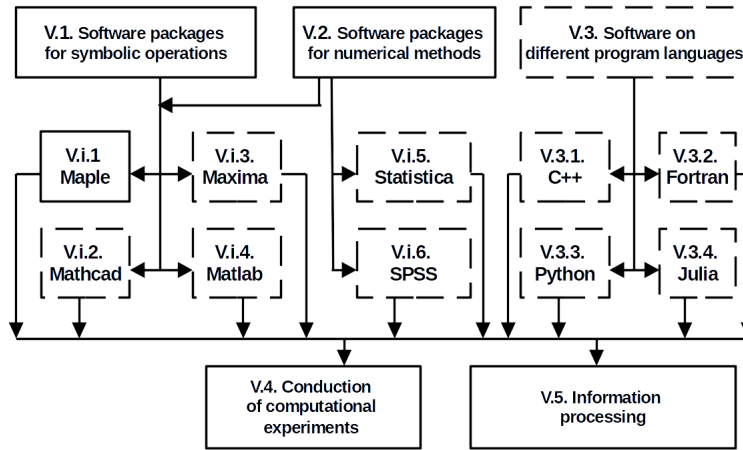 V.1. Software packages
for symbolic operations
V.2. Software packages
for numerical methods
V.3. Software on
different program languages
V.i.1
Maple
V.i.3.
Maxima
V.i.5.
Statistica
V.3.1.
C++
V.3.2.
Fortran
V.i.2.
Mathcad
V.i.4.
Matlab
V.i.6.
SPSS
V.3.3.
Python
V.3.4.
Julia
V.4. Conduction
of computational
experiments
V.5. Information
processing